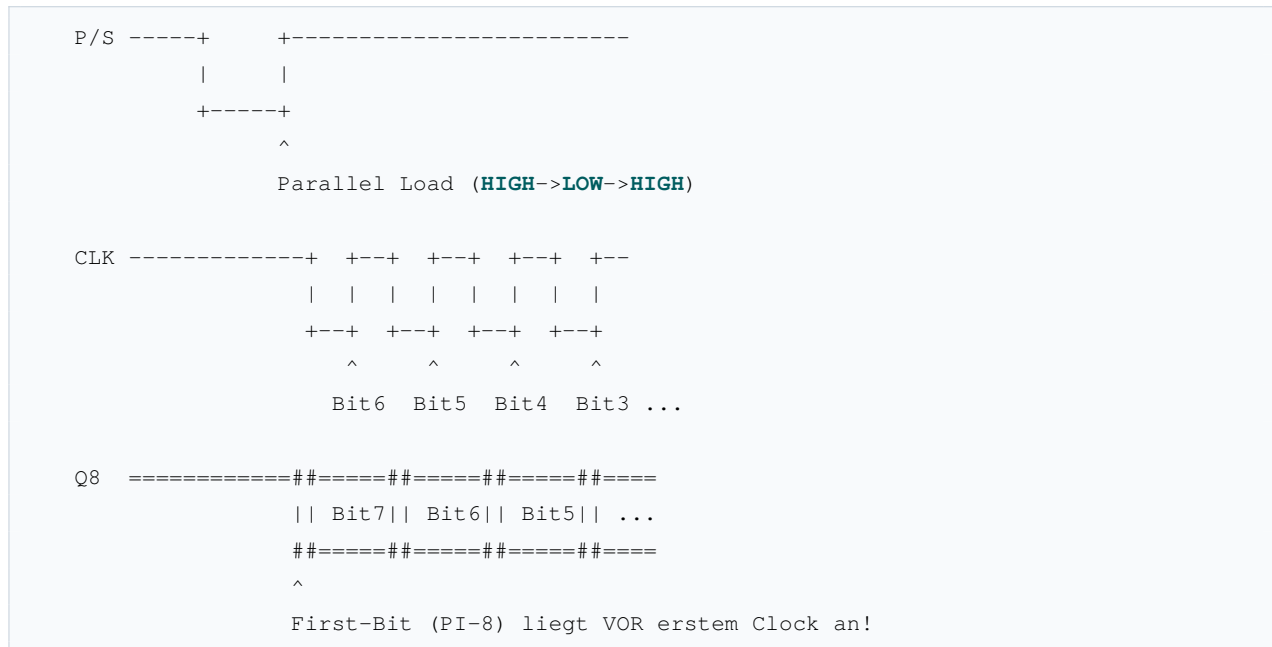 P/S -----+     +-------------------------
         |     |
         +-----+
               ^
               Parallel Load (HIGH->LOW->HIGH)
CLK -------------+  +--+  +--+  +--+  +--
                 |  |  |  |  |  |  |  |
                 +--+  +--+  +--+  +--+
                    ^     ^     ^     ^
                   Bit6  Bit5  Bit4  Bit3 ...
Q8  ============##=====##=====##=====##====
                || Bit7|| Bit6|| Bit5|| ...
                ##=====##=====##=====##====
                ^
                First-Bit (PI-8) liegt VOR erstem Clock an!